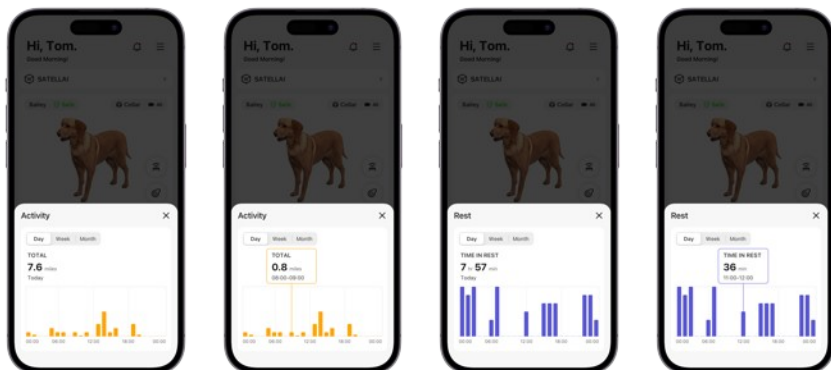 Hi, Tom.
Good Morning!
SATELLAI
Bailey
Safe
Collar
Activity
Day Week Month
TOTAL
7.6 miles
Today
00:00 06:00 12:00 18:00 00:00
Hi, Tom.
Good Morning!
SATELLAI
Bailey
Safe
Collar
Activity
Day Week Month
TOTAL
0.8 miles
08:00-09:00
00:00 06:00 12:00 18:00 00:00
Hi, Tom.
Good Morning!
SATELLAI
Bailey
Safe
Collar
Rest
Day Week Month
TIME IN REST
7 hr 57 min
Today
00:00 06:00 12:00 18:00 00:00
Hi, Tom.
Good Morning!
SATELLAI
Bailey
Safe
Collar
Rest
Day Week Month
TIME IN REST
36 min
11:00-12:00
00:00 06:00 12:00 18:00 00:00